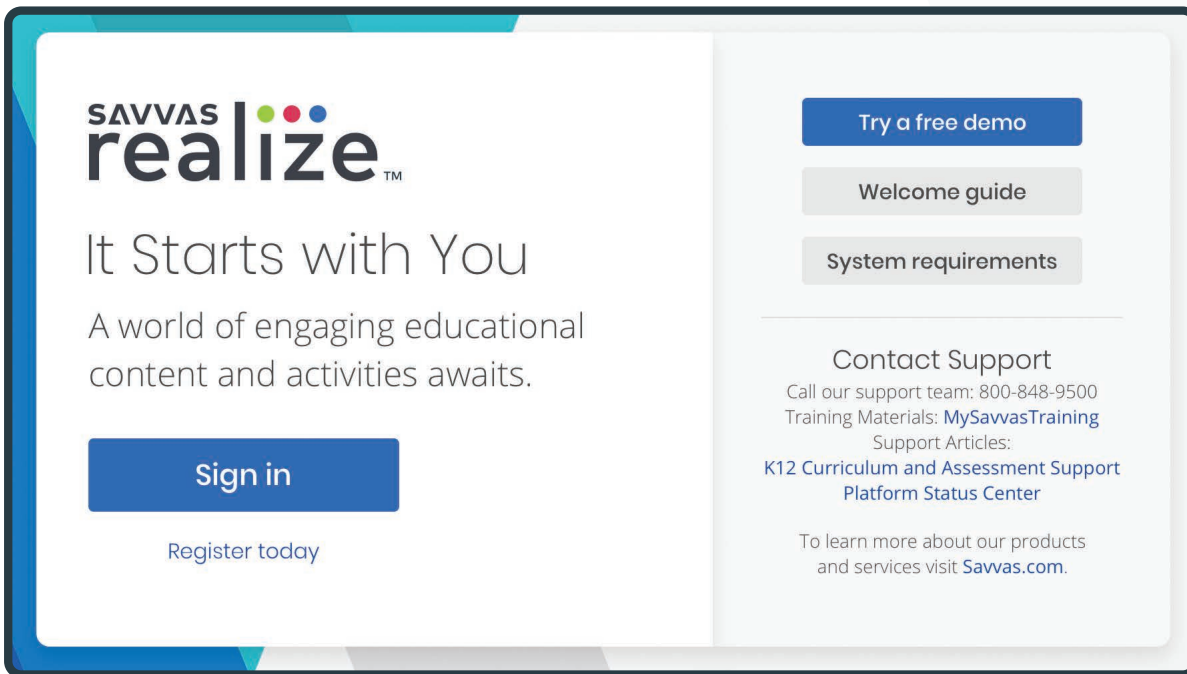 SAVVAS
realize™
It Starts with You
A world of engaging educational
content and activities awaits.
Sign in
Register today
Try a free demo
Welcome guide
System requirements
Contact Support
Call our support team: 800-848-9500
Training Materials: MySavvasTraining
Support Articles:
K12 Curriculum and Assessment Support
Platform Status Center
To learn more about our products
and services visit Savvas.com.